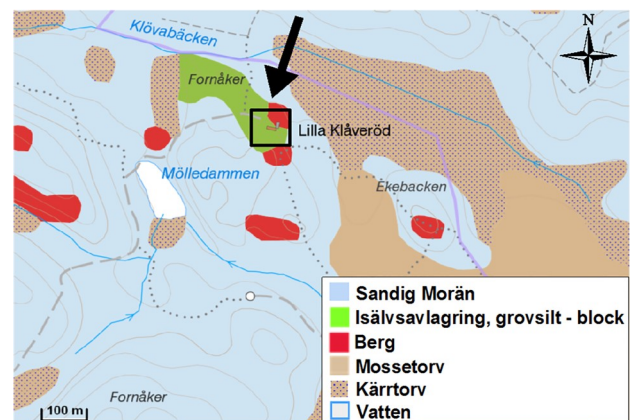 Klövabäcken
N
Fornåker
Lilla Klåveröd
Mölledammen
Ekebacken
Sandig Morän
Isälvsavlagring, grovsilt - block
Berg
Mossetorv
Kärrtorv
Vatten
Fornåker
100 m